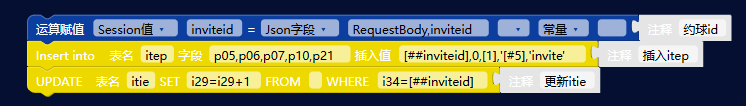 运算赋值 Session值 inviteid = Json字段 RequestBody,inviteid 常量 注释 约球id
Insert into 表名 itep 字段 p05,p06,p07,p10,p21 插入值 [##inviteid],0,[1],'[#5],'invite' 注释 插入itep
UPDATE 表名 itie SET i29=i29+1 FROM WHERE i34=[##inviteid] 注释 更新itie